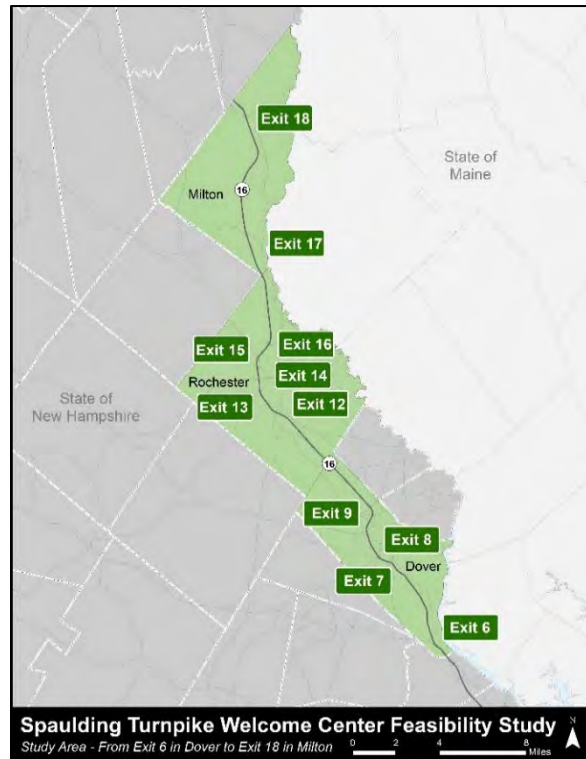 Exit 18
State of
Maine
16
Milton
Exit 17
Exit 16
Exit 15
Exit 14
Rochester
Exit 13
Exit 12
State of
New Hampshire
16
Exit 9
Exit 8
Dover
Exit 7
Exit 6
Spaulding Turnpike Welcome Center Feasibility Study
N
Study Area - From Exit 6 in Dover to Exit 18 in Milton
0 2 4 8
Miles